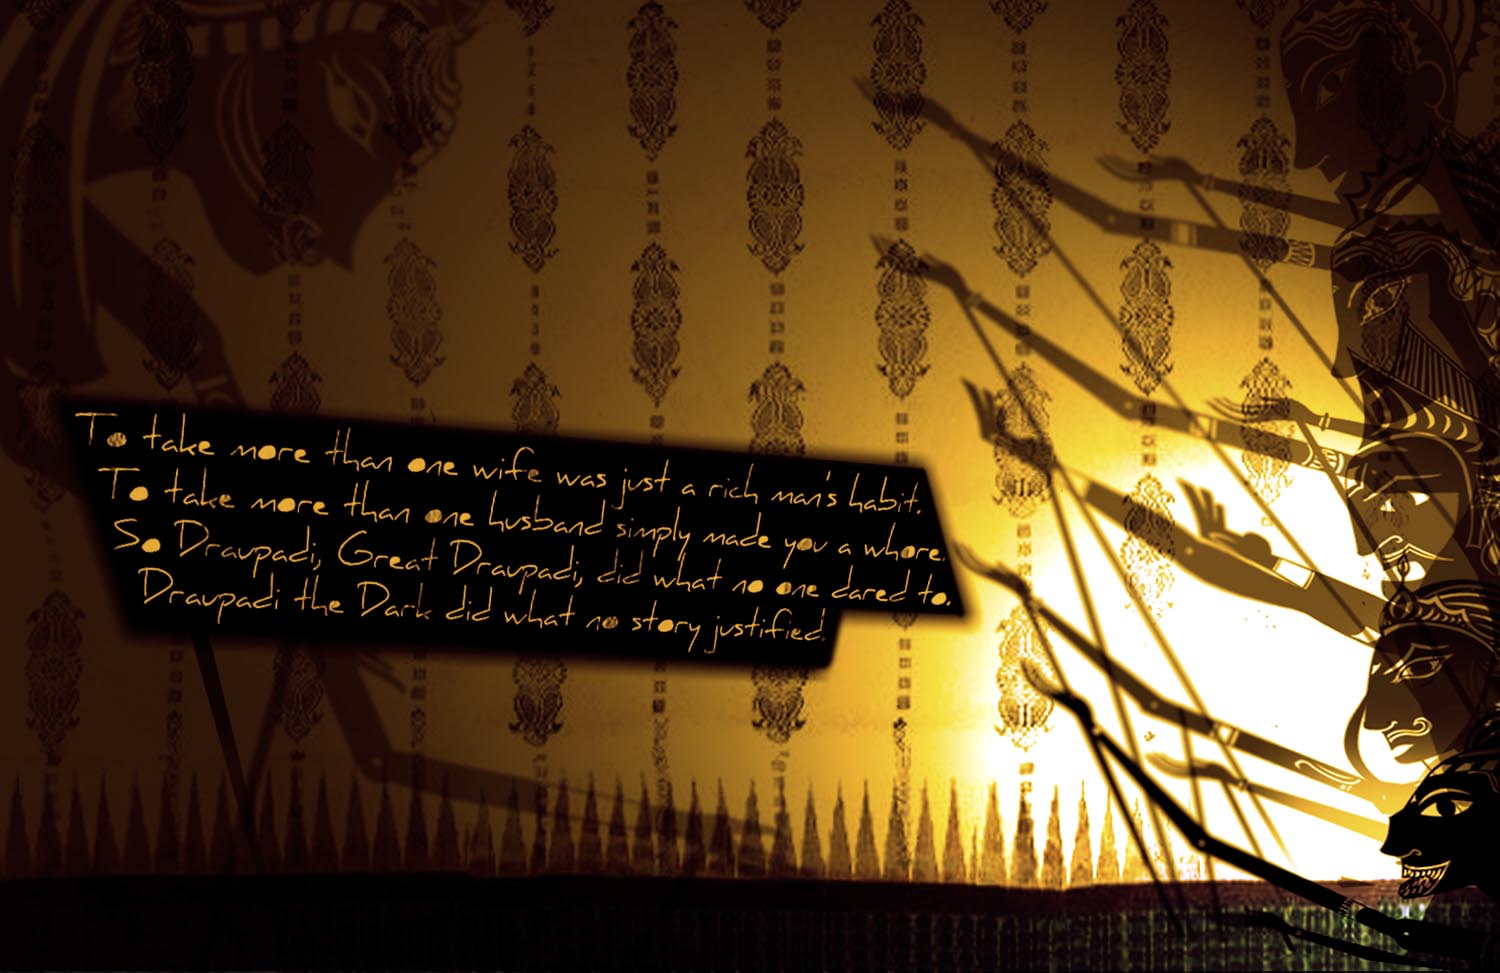 To take more than one wife was just a rich man's habit.
To take more than one husband simply made you a whore.
So Draupadi, Great Draupadi, did what no one dared to.
Draupadi the Dark did what no story justified.